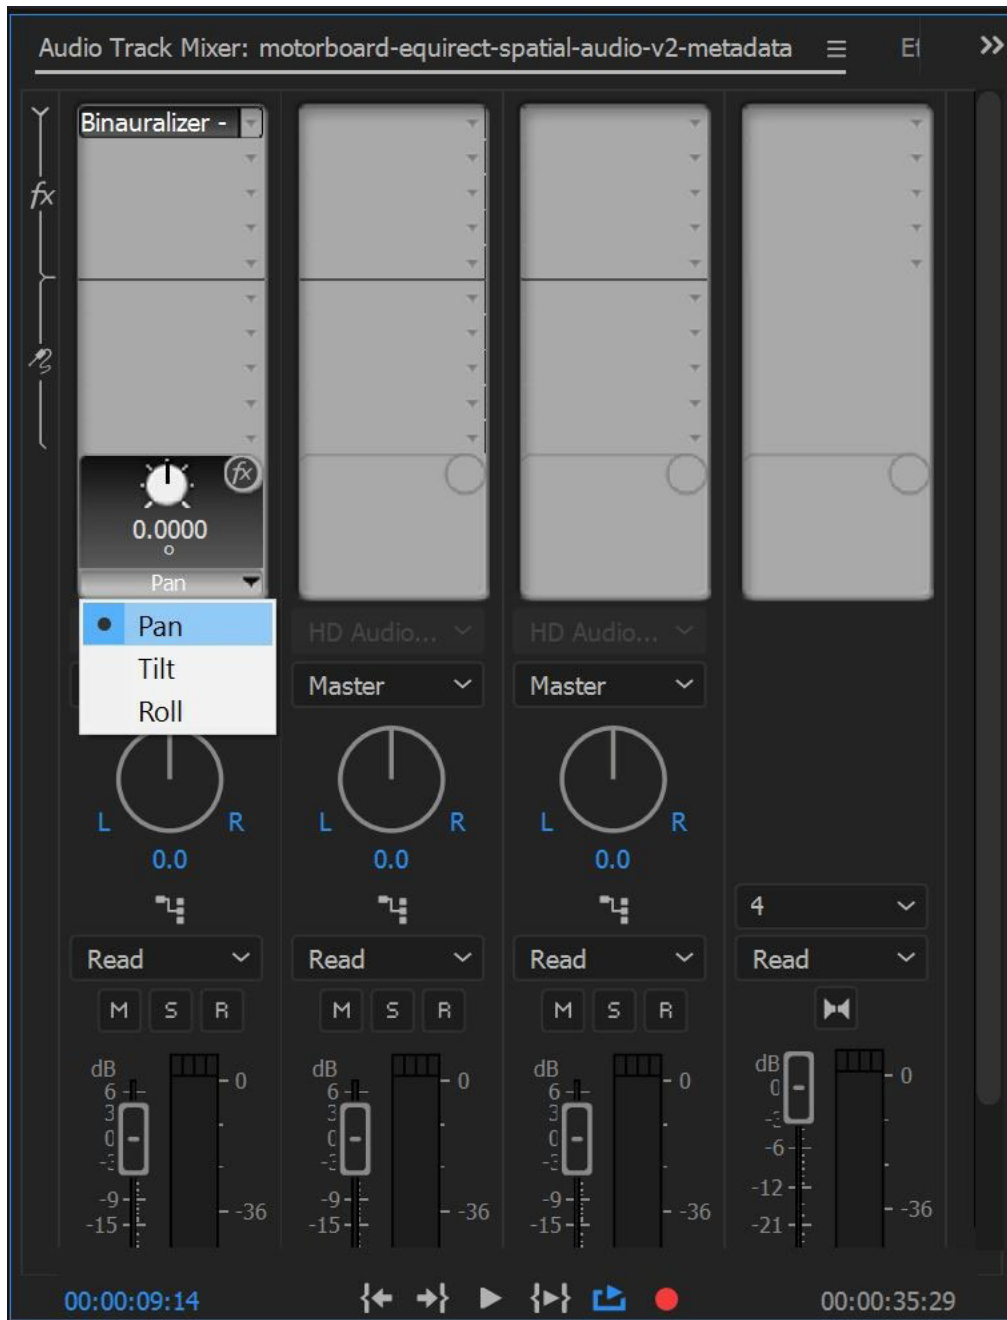 Audio Track Mixer: motorboard-equirect-spatial-audio-v2-metadata
Binauralizer -
fx
fx
0.0000
o
Pan
Pan
Tilt
Roll
HD Audio... HD Audio...
Master Master
L R L R L R
0.0 0.0 0.0
4
Read Read Read Read
M S R M S R M S R
dB dB dB dB
6 0 6 0 6 0 0 0
3 3 3
0 -6
-9 -9 -9 -12
-15 -36 -15 -36 -15 -36 -21 -36
00:00:09:14 00:00:35:29